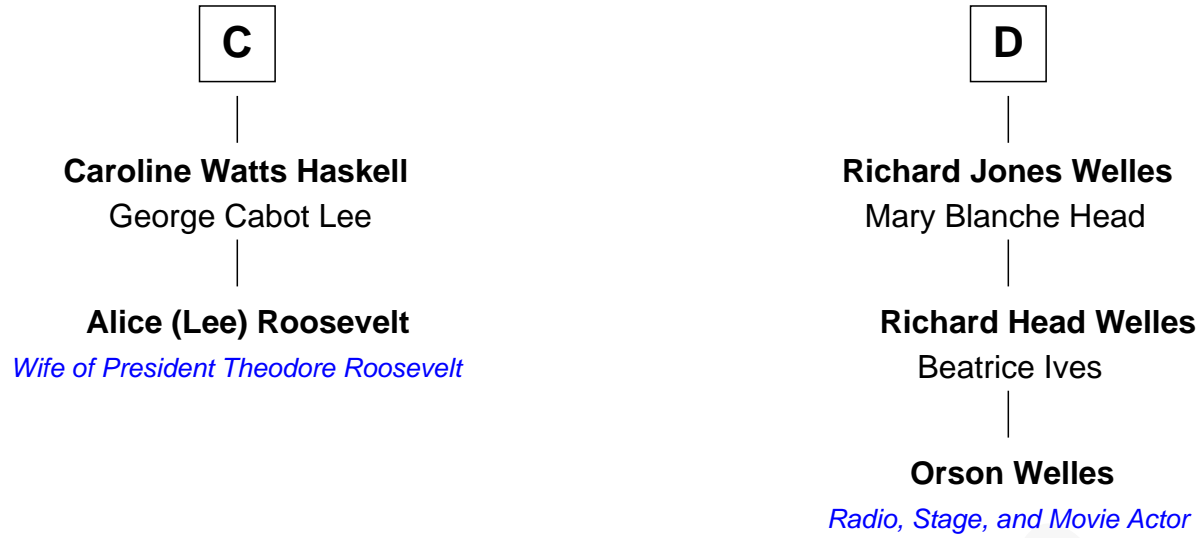 C
Caroline Watts Haskell
George Cabot Lee
Alice (Lee) Roosevelt
Wife of President Theodore Roosevelt
D
Richard Jones Welles
Mary Blanche Head
Richard Head Welles
Beatrice Ives
Orson Welles
Radio, Stage, and Movie Actor